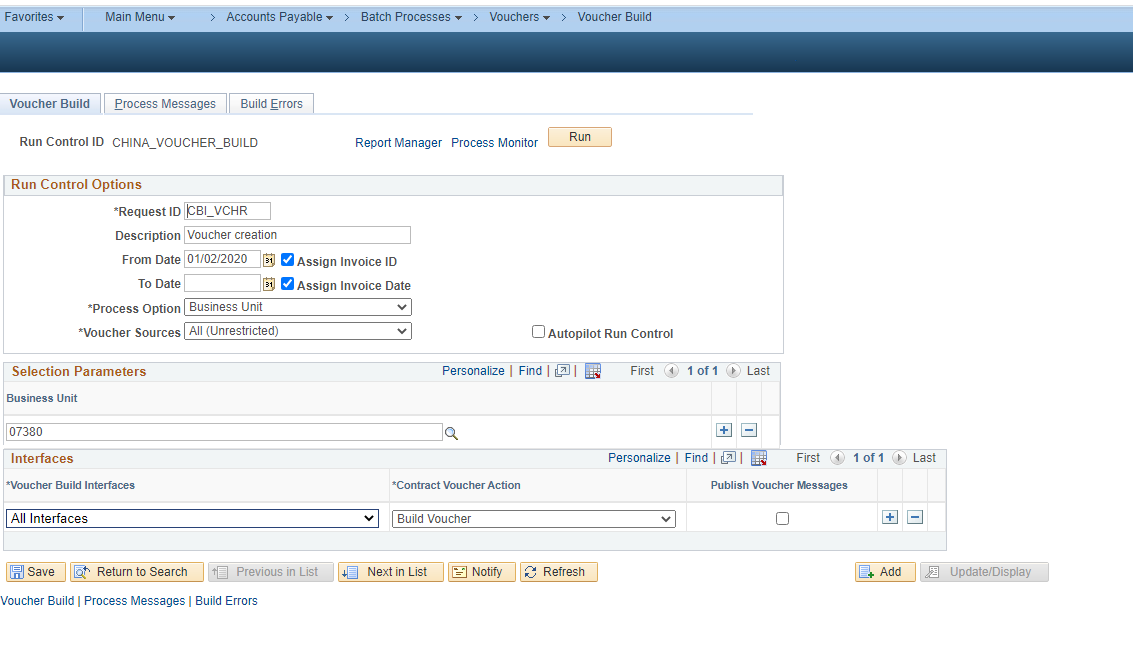 Favorites Main Menu > Accounts Payable > Batch Processes > Vouchers > Voucher Build
Voucher Build Process Messages Build Errors
Run Control ID CHINA_VOUCHER_BUILD Report Manager Process Monitor Run
Run Control Options
*Request ID CBI_VCHR
Description Voucher creation
From Date 01/02/2020 31 Assign Invoice ID
To Date 31 Assign Invoice Date
*Process Option Business Unit
*Voucher Sources All (Unrestricted) Autopilot Run Control
Selection Parameters Personalize | Find | | First 1 of 1 Last
Business Unit
07380
Interfaces Personalize | Find | | First 1 of 1 Last
*Voucher Build Interfaces *Contract Voucher Action Publish Voucher Messages
All Interfaces Build Voucher
Save Return to Search Previous in List Next in List Notify Refresh Add Update/Display
Voucher Build | Process Messages | Build Errors